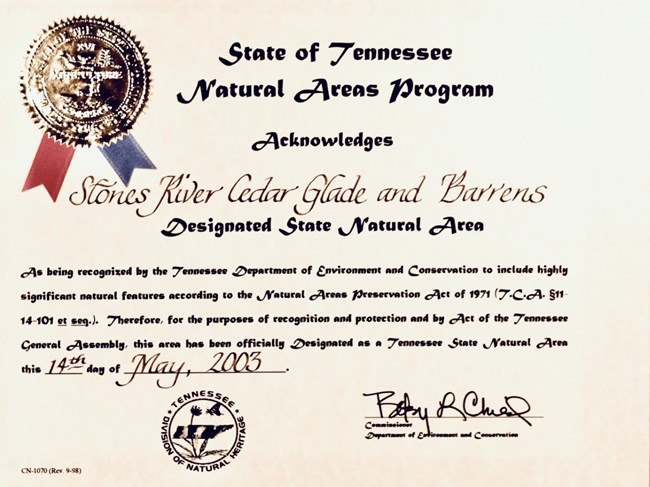 State of Tennessee
Natural Areas Program
Acknowledges
Stones River Cedar Glade and Barrens
Designated State Natural Area
As being recognized by the Tennessee Department of Environment and Conservation to include highly
significant natural features according to the Natural Areas Preservation Act of 1971 (T.C.A. §11-
14-101 et seq.). Therefore, for the purposes of recognition and protection and by Act of the Tennessee
General Assembly, this area has been officially Designated as a Tennessee State Natural Area
this 14th day of May, 2003.
Commissioner
Department of Environment and Conservation
TENNESSEE
DIVISION OF NATURAL HERITAGE
CN-1070 (Rev. 9-98)
XVI
AGRICULTURE